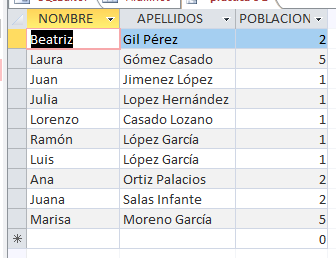 NOMBRE APELLIDOS POBLACION
Beatriz Gil Pérez 2
Laura Gómez Casado 5
Juan Jimenez López 1
Julia Lopez Hernández 1
Lorenzo Casado Lozano 1
Ramón López García 1
Luis López García 1
Ana Ortiz Palacios 2
Juana Salas Infante 2
Marisa Moreno García 5
0